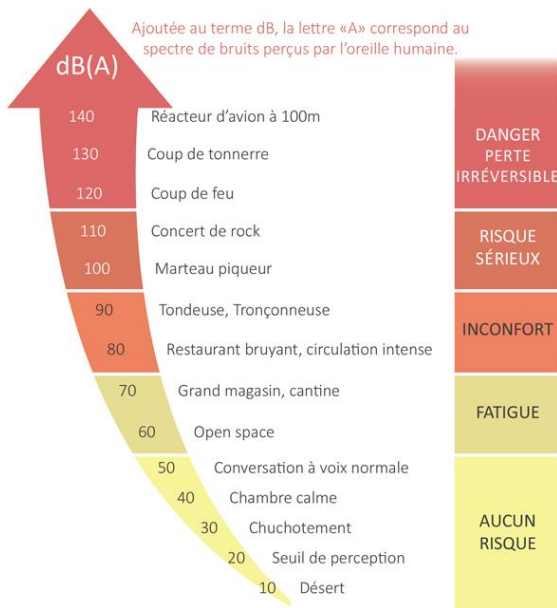 Ajoutée au terme dB, la lettre «A» correspond au
spectre de bruits perçus par l’oreille humaine.
dB(A)
140 Réacteur d’avion à 100m
130 Coup de tonnerre
120 Coup de feu
DANGER
PERTE
IRRÉVERSIBLE
110 Concert de rock
100 Marteau piqueur
RISQUE
SÉRIEUX
90 Tondeuse, Tronçonneuse
80 Restaurant bruyant, circulation intense
INCONFORT
70 Grand magasin, cantine
60 Open space
FATIGUE
50 Conversation à voix normale
40 Chambre calme
30 Chuchotement
20 Seuil de perception
10 Désert
AUCUN
RISQUE